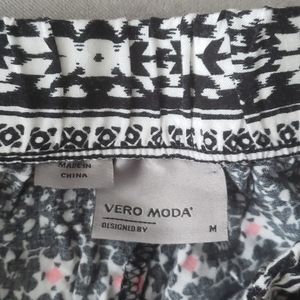 MADE IN
CHINA
VERO MODA®
DESIGNED BY
M